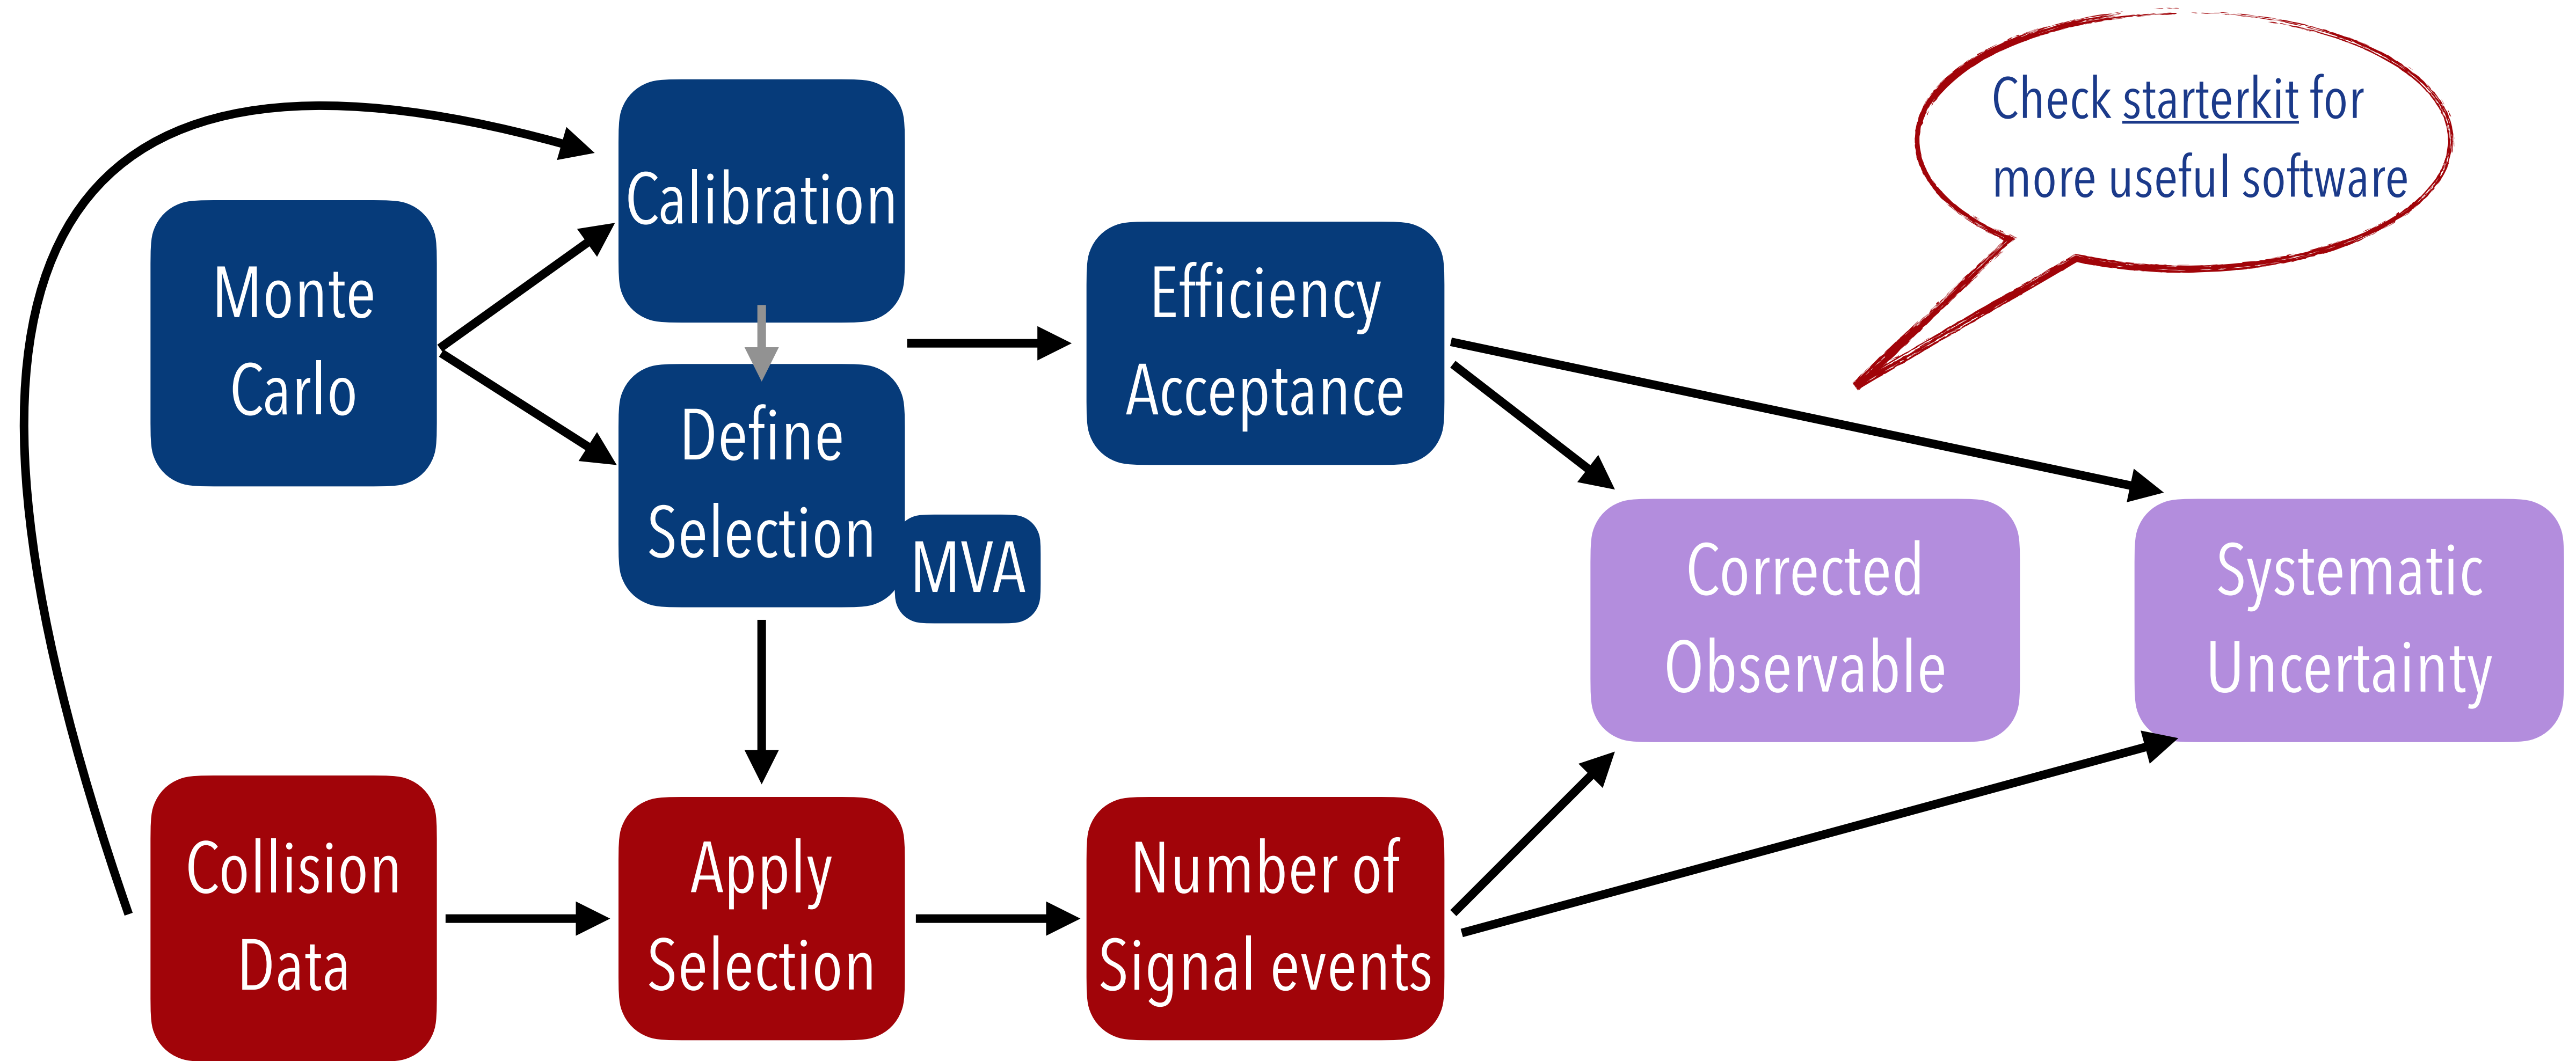 Check starterkit for
more useful software
Calibration
Monte
Carlo
Efficiency
Acceptance
Define
Selection
MVA
Corrected
Observable
Systematic
Uncertainty
Collision
Data
Apply
Selection
Number of
Signal events